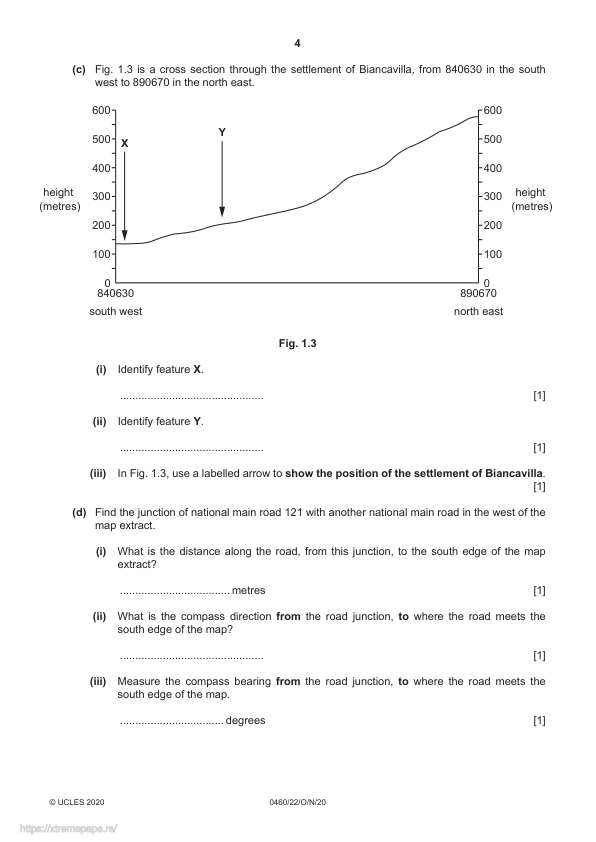 4
(c) Fig. 1.3 is a cross section through the settlement of Biancavilla, from 840630 in the south
west to 890670 in the north east.
600 600
Y
X
500 500
400 400
height height
(metres) (metres)
300 300
200 200
100 100
0 0
840630 890670
south west north east
Fig. 1.3
(i) Identify feature X.
................................................ [1]
(ii) Identify feature Y.
................................................ [1]
(iii) In Fig. 1.3, use a labelled arrow to show the position of the settlement of Biancavilla.
[1]
(d) Find the junction of national main road 121 with another national main road in the west of the
map extract.
(i) What is the distance along the road, from this junction, to the south edge of the map
extract?
..................................... metres [1]
(ii) What is the compass direction from the road junction, to where the road meets the
south edge of the map?
................................................ [1]
(iii) Measure the compass bearing from the road junction, to where the road meets the
south edge of the map.
................................... degrees [1]
© UCLES 2020 0460/22/O/N/20
https://xtremepape.rs/